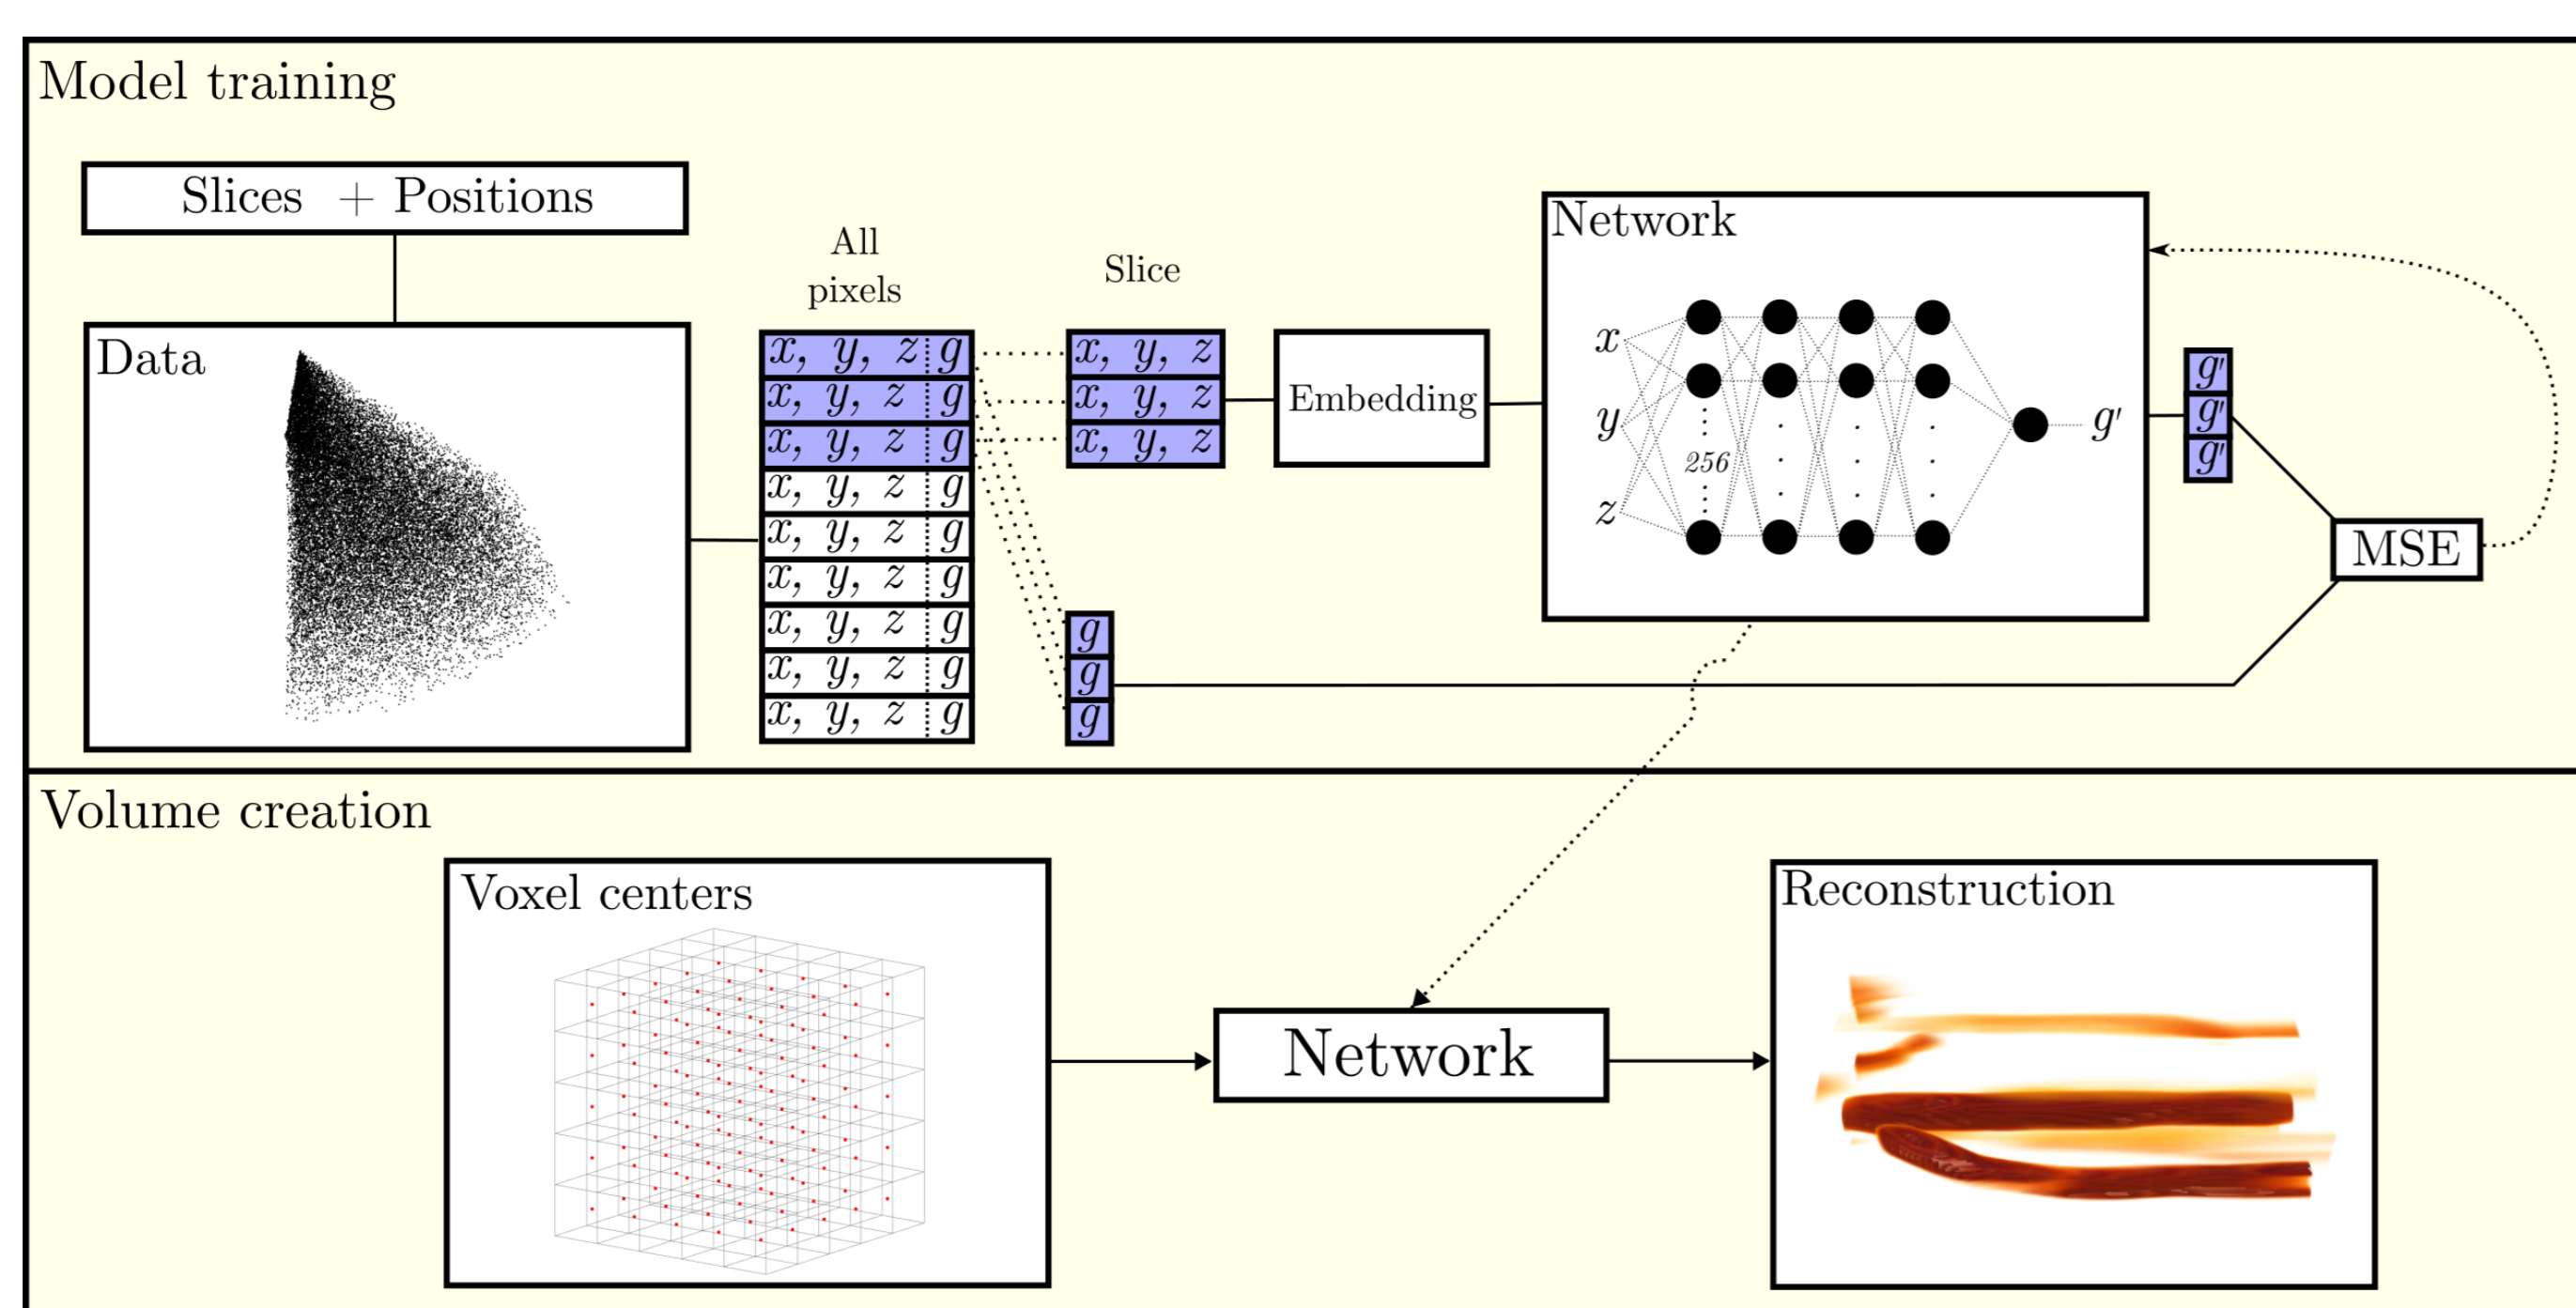 Model training
Slices + Positions
Data
All
pixels
x, y, z g
x, y, z g
x, y, z g
x, y, z g
x, y, z g
x, y, z g
x, y, z g
x, y, z g
x, y, z g
Slice
x, y, z
x, y, z
x, y, z
g
g
g
Embedding
Network
x
y
z
256
g'
g'
g'
g'
MSE
Volume creation
Voxel centers
Network
Reconstruction